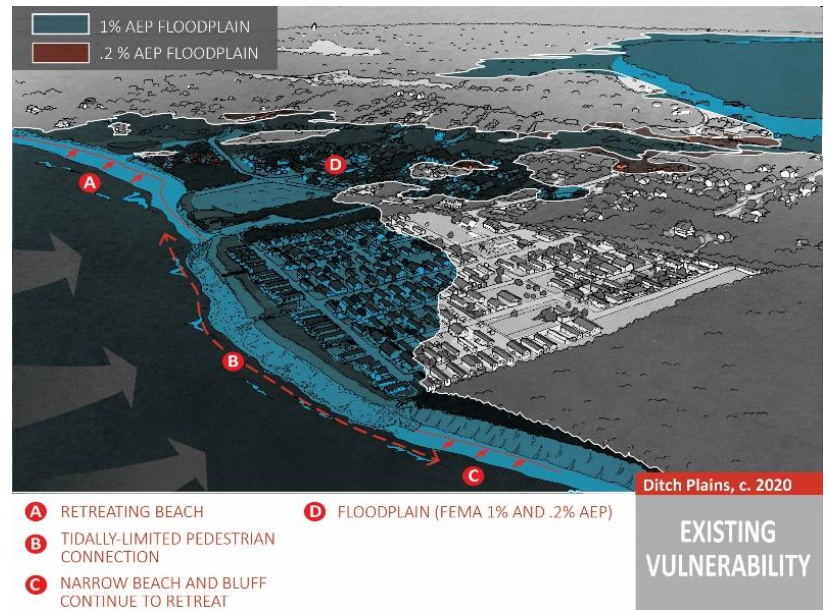 1% AEP FLOODPLAIN
.2 % AEP FLOODPLAIN
A
D
B
C
Ditch Plains, c. 2020
A RETREATING BEACH
B TIDALLY-LIMITED PEDESTRIAN
CONNECTION
C NARROW BEACH AND BLUFF
CONTINUE TO RETREAT
D FLOODPLAIN (FEMA 1% AND .2% AEP)
EXISTING
VULNERABILITY